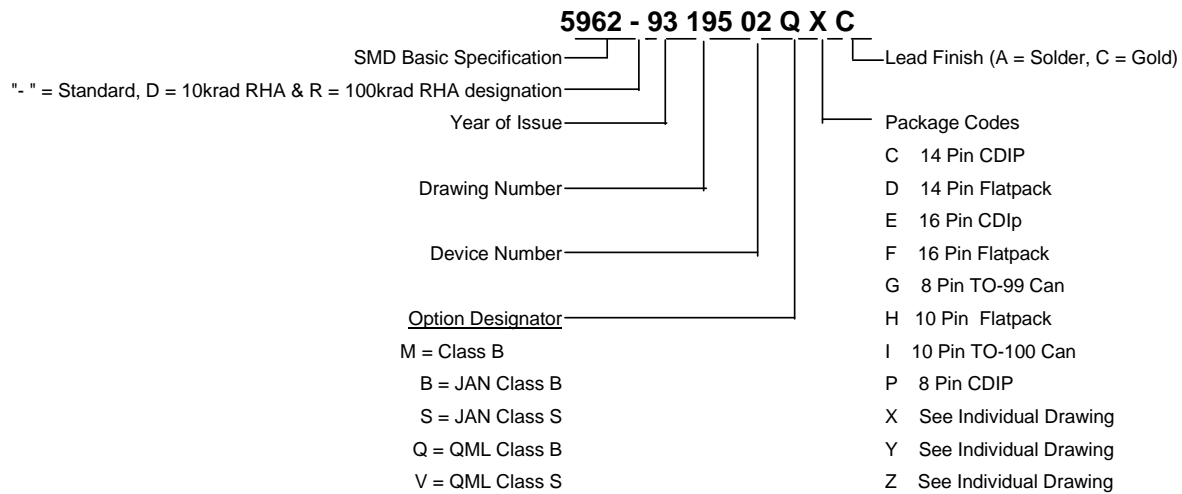 5962 - 93 195 02 Q X C
SMD Basic Specification
Lead Finish (A = Solder, C = Gold)
"- " = Standard, D = 10krad RHA & R = 100krad RHA designation
Year of Issue
Package Codes
C 14 Pin CDIP
Drawing Number
D 14 Pin Flatpack
E 16 Pin CDIp
Device Number
F 16 Pin Flatpack
G 8 Pin TO-99 Can
Option Designator
H 10 Pin Flatpack
M = Class B
I 10 Pin TO-100 Can
B = JAN Class B
P 8 Pin CDIP
S = JAN Class S
X See Individual Drawing
Q = QML Class B
Y See Individual Drawing
V = QML Class S
Z See Individual Drawing